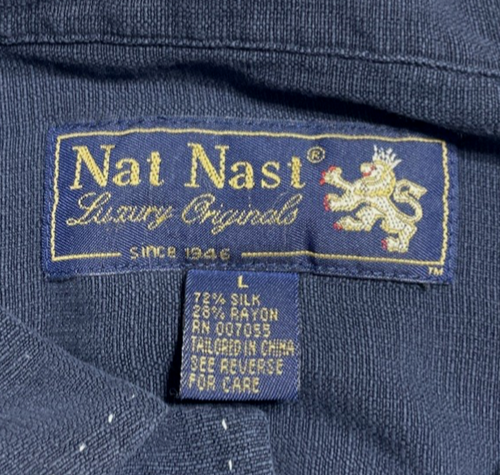 Nat Nast®
Luxury Originals
SINCE 1946
TM
L
72% SILK
28% RAYON
RN 007055
TAILORED IN CHINA
SEE REVERSE
FOR CARE